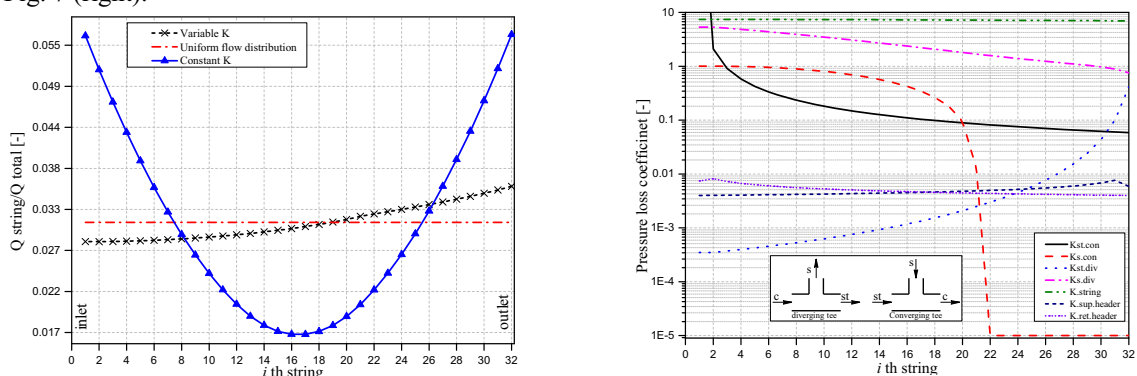 Fig. 7 (right).
0.055
0.049
0.044
0.038
0.033
0.027
0.022
0.017
Q string/Q total [-]
Variable K
Uniform flow distribution
Constant K
inlet
outlet
0 2 4 6 8 10 12 14 16 18 20 22 24 26 28 30 32
i th string
10
1
0.1
0.01
1E-3
1E-4
1E-5
Pressure loss coefficinet [-]
s
s
c
st
st
c
diverging tee
Converging tee
Kst.con
Ks.con
Kst.div
Ks.div
K.string
K.sup.header
K.ret.header
0 2 4 6 8 10 12 14 16 18 20 22 24 26 28 30 32
i th string